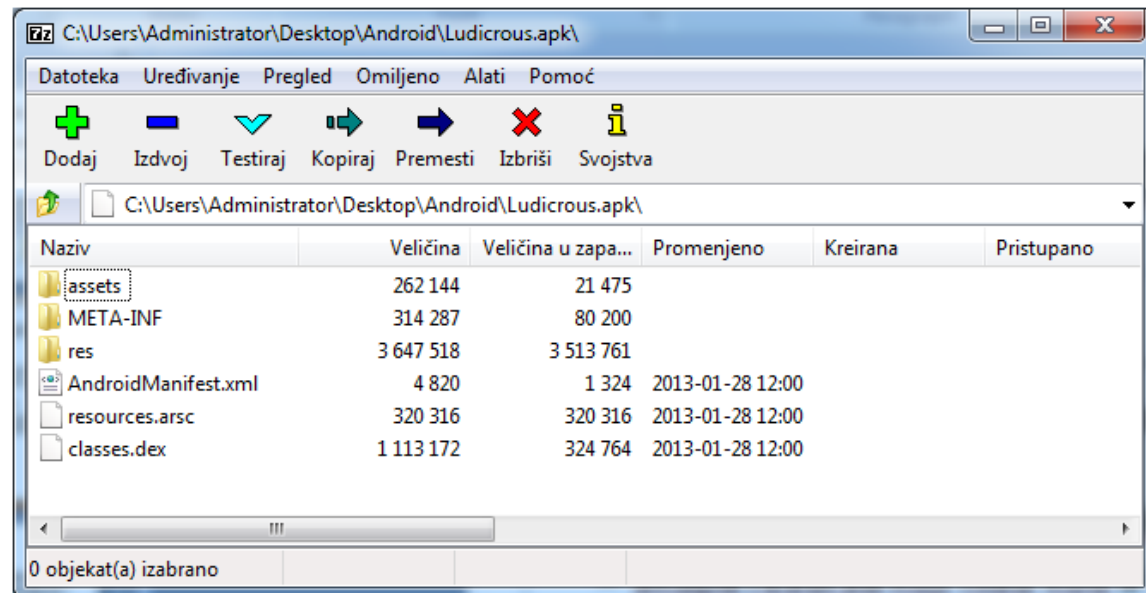 7z C:\Users\Administrator\Desktop\Android\Ludicrous.apk\
Datoteka Uređivanje Pregled Omiljeno Alati Pomoć
Dodaj Izdvoj Testiraj Kopiraj Premesti Izbriši Svojstva
C:\Users\Administrator\Desktop\Android\Ludicrous.apk\
Naziv Veličina Veličina u zapa... Promenjeno Kreirana Pristupano
assets 262 144 21 475
META-INF 314 287 80 200
res 3 647 518 3 513 761
AndroidManifest.xml 4 820 1 324 2013-01-28 12:00
resources.arsc 320 316 320 316 2013-01-28 12:00
classes.dex 1 113 172 324 764 2013-01-28 12:00
0 objekat(a) izabrano